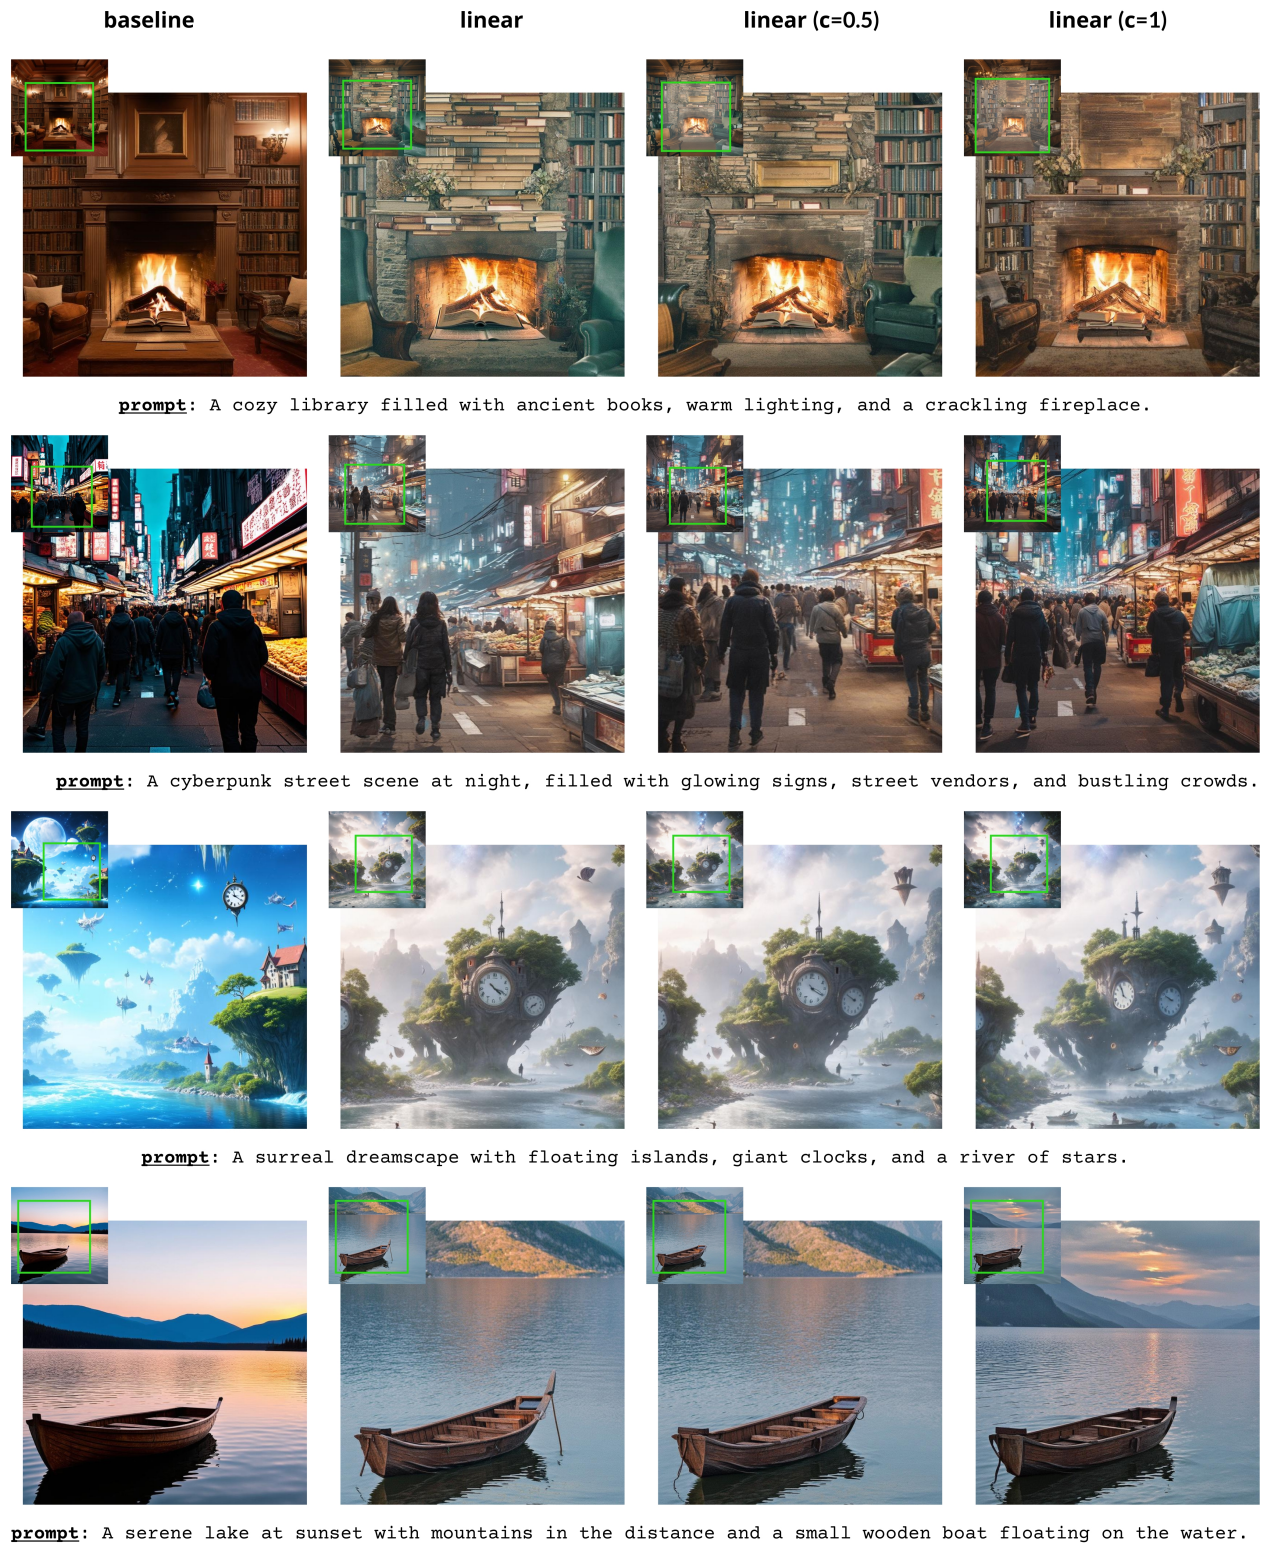 baseline linear linear (c=0.5) linear (c=1)
prompt: A cozy library filled with ancient books, warm lighting, and a crackling fireplace.
prompt: A cyberpunk street scene at night, filled with glowing signs, street vendors, and bustling crowds.
prompt: A surreal dreamscape with floating islands, giant clocks, and a river of stars.
prompt: A serene lake at sunset with mountains in the distance and a small wooden boat floating on the water.